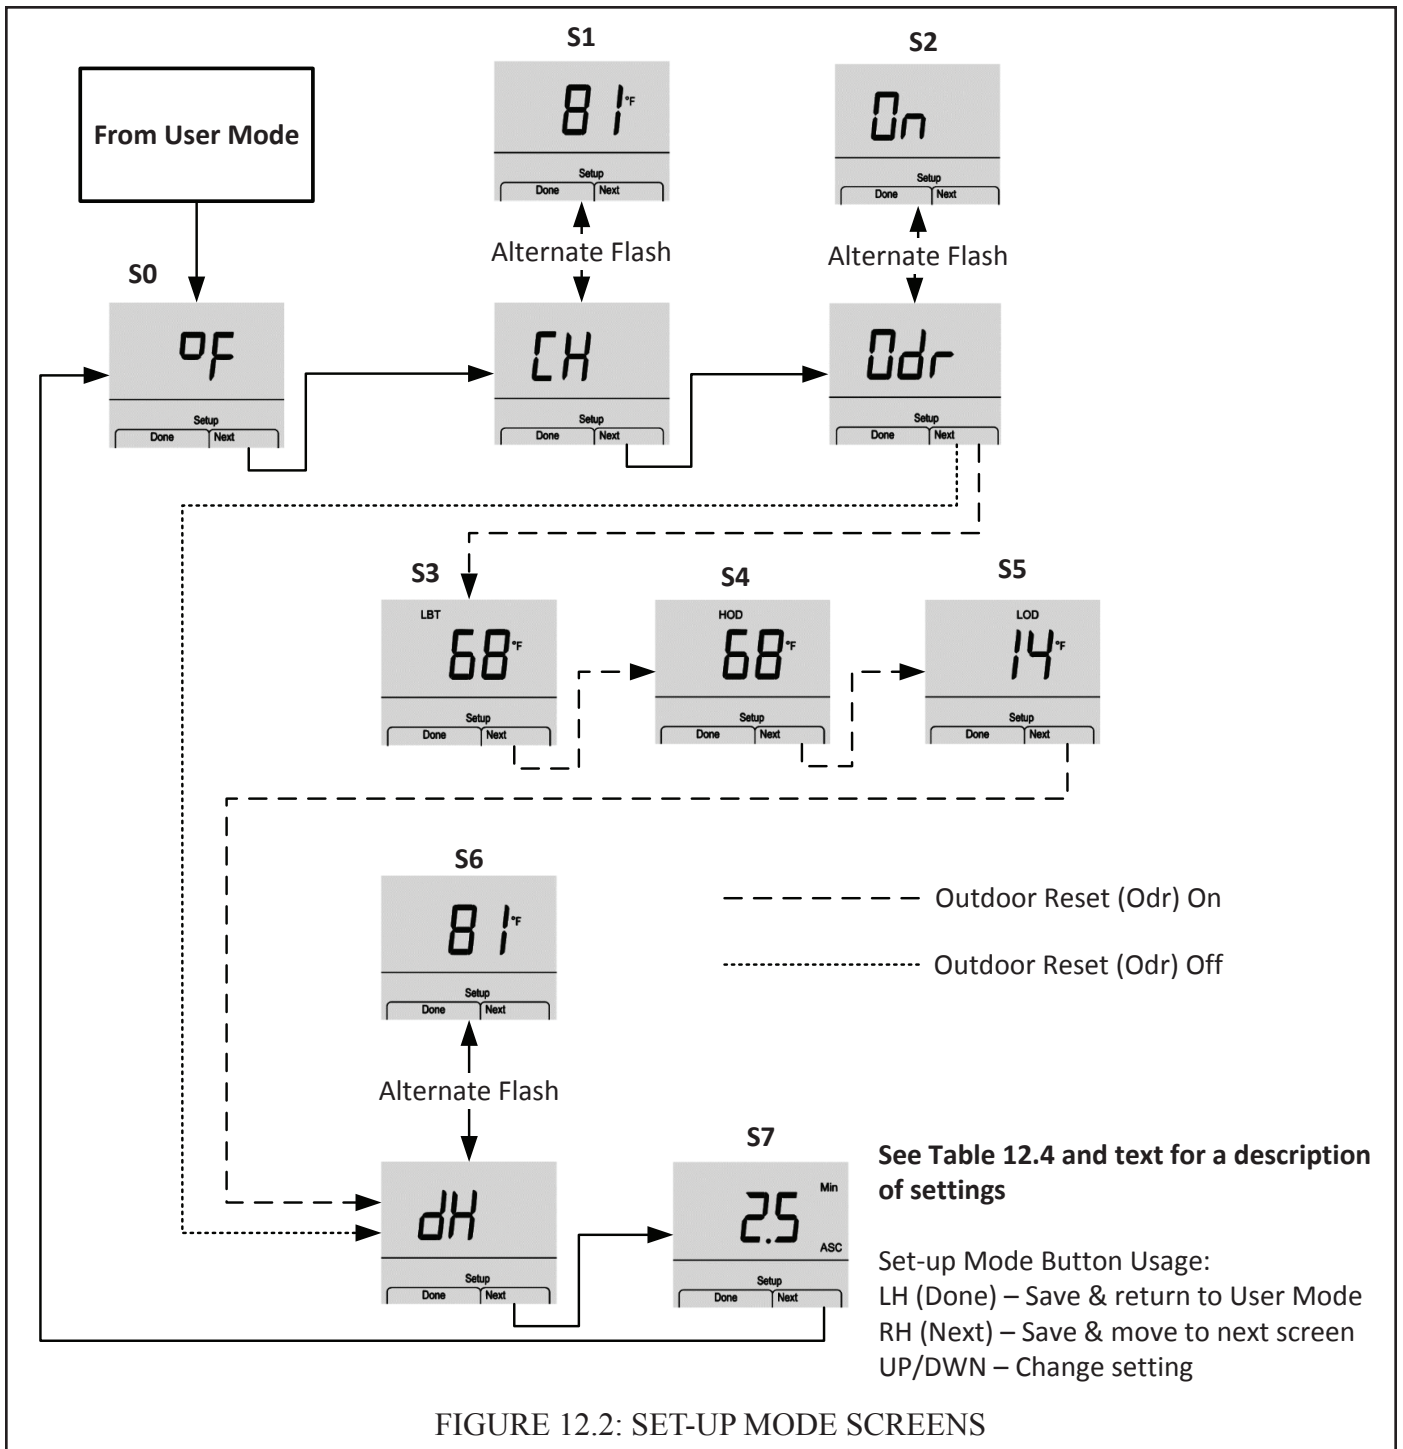 S1
S2
From User Mode
81 °F
Setup
Done Next
On
Setup
Done Next
Alternate Flash
Alternate Flash
S0
°F
Setup
Done Next
CH
Setup
Done Next
Odr
Setup
Done Next
S3
S4
S5
LBT
68 °F
Setup
Done Next
HOD
68 °F
Setup
Done Next
LOD
14 °F
Setup
Done Next
S6
81 °F
Setup
Done Next
Outdoor Reset (Odr) On
Outdoor Reset (Odr) Off
Alternate Flash
dH
Setup
Done Next
S7
2.5 Min
ASC
Setup
Done Next
See Table 12.4 and text for a description
of settings
Set-up Mode Button Usage:
LH (Done) – Save & return to User Mode
RH (Next) – Save & move to next screen
UP/DWN – Change setting
FIGURE 12.2: SET-UP MODE SCREENS